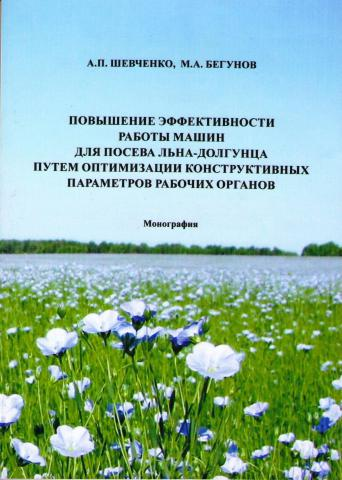 А.П. ШЕВЧЕНКО, М.А. БЕГУНОВ
ПОВЫШЕНИЕ ЭФФЕКТИВНОСТИ
РАБОТЫ МАШИН
ДЛЯ ПОСЕВА ЛЬНА-ДОЛГУНЦА
ПУТЕМ ОПТИМИЗАЦИИ КОНСТРУКТИВНЫХ
ПАРАМЕТРОВ РАБОЧИХ ОРГАНОВ
Монография